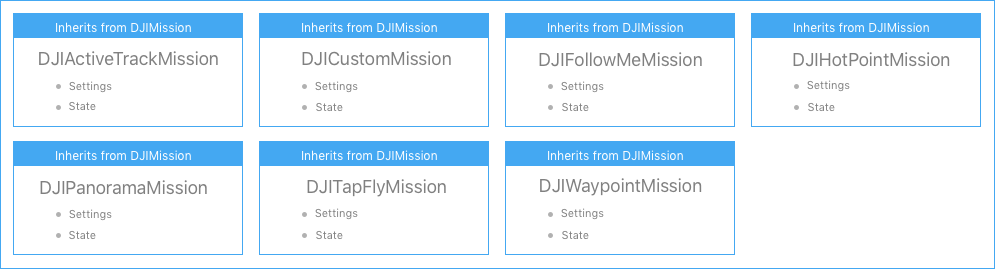 Inherits from DJIMission
DJIActiveTrackMission
Settings
State
Inherits from DJIMission
DJICustomMission
Settings
State
Inherits from DJIMission
DJIFollowMeMission
Settings
State
Inherits from DJIMission
DJIHotPointMission
Settings
State
Inherits from DJIMission
DJIPanoramaMission
Settings
State
Inherits from DJIMission
DJITapFlyMission
Settings
State
Inherits from DJIMission
DJIWaypointMission
Settings
State